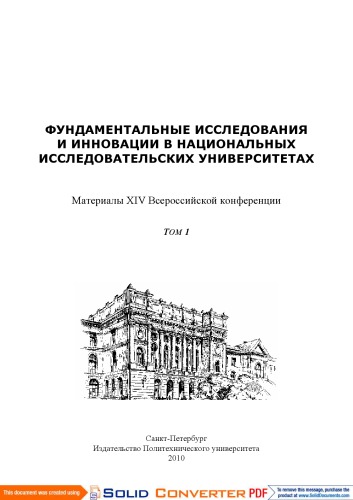 ФУНДАМЕНТАЛЬНЫЕ ИССЛЕДОВАНИЯ
И ИННОВАЦИИ В НАЦИОНАЛЬНЫХ
ИССЛЕДОВАТЕЛЬСКИХ УНИВЕРСИТЕТАХ
Материалы XIV Всероссийской конференции
ТОМ 1
Санкт-Петербург
Издательство Политехнического университета
2010
This document was created using
SOLID CONVERTER PDF
To remove this message, purchase the
product at www.SolidDocuments.com